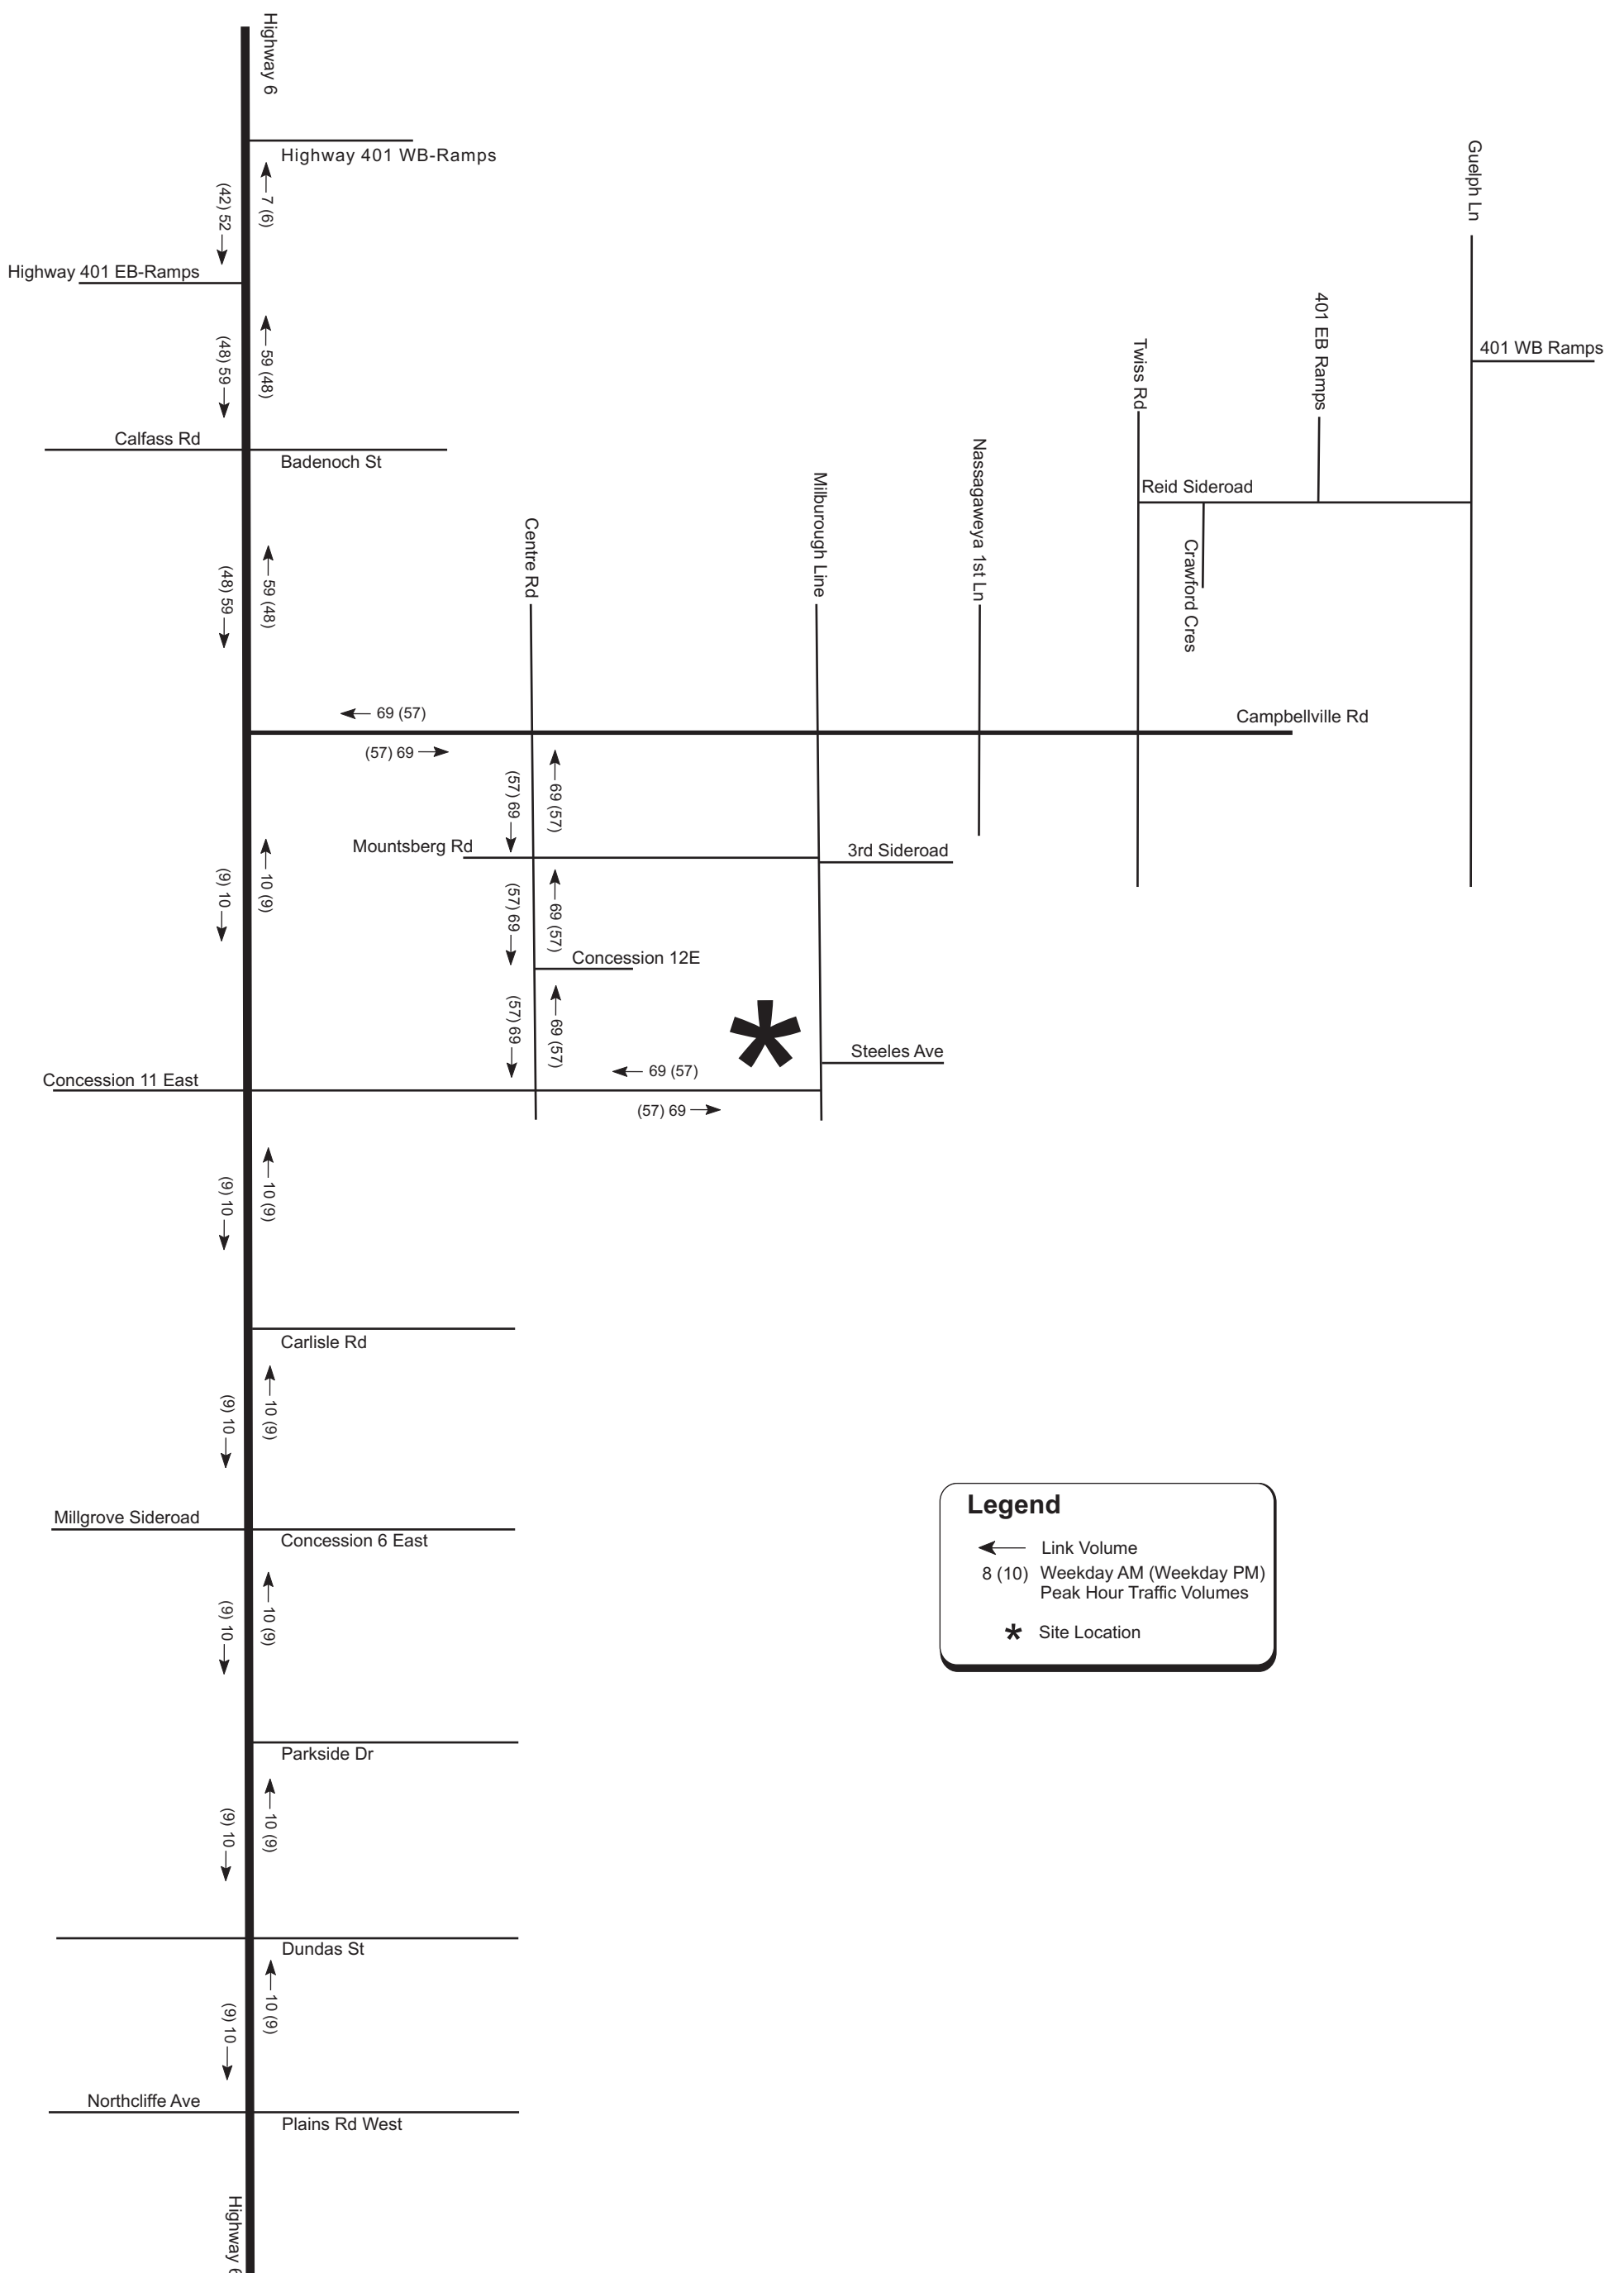 Highway 6
Highway 401 WB-Ramps
(42) 52
7 (6)
Guelph Ln
Highway 401 EB-Ramps
401 EB Ramps
401 WB Ramps
(48) 59
59 (48)
Twiss Rd
Calfass Rd
Badenoch St
Reid Sideroad
Nassagaweya 1st Ln
Milburough Line
Centre Rd
Crawford Cres
(48) 59
59 (48)
69 (57)
Campbellville Rd
(57) 69
(57) 69
69 (57)
Mountsberg Rd
3rd Sideroad
(9) 10
10 (9)
(57) 69
69 (57)
Concession 12E
(57) 69
69 (57)
Steeles Ave
Concession 11 East
69 (57)
(57) 69
(9) 10
10 (9)
Carlisle Rd
(9) 10
10 (9)
Millgrove Sideroad
Concession 6 East
Legend
Link Volume
8 (10) Weekday AM (Weekday PM)
Peak Hour Traffic Volumes
* Site Location
(9) 10
10 (9)
Parkside Dr
(9) 10
10 (9)
Dundas St
(9) 10
10 (9)
Northcliffe Ave
Plains Rd West
Highway 6